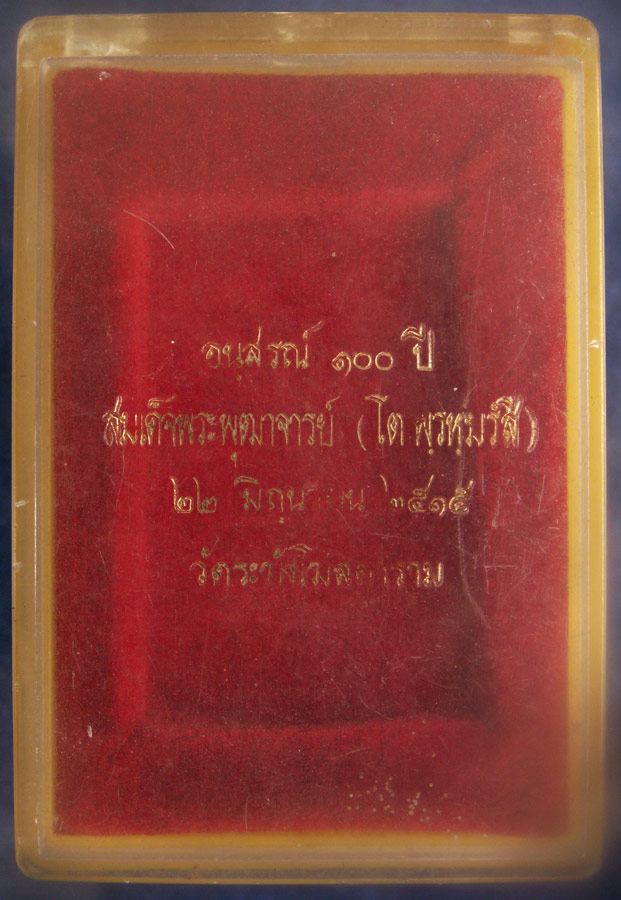 อนุสรณ์ ๑๐๐ ปี
สมเด็จพระพุฒาจารย์ (โต พฺรหฺมรํสี)
๒๒ มิถุนายน ๒๕๑๕
วัดระฆังโฆสิตาราม